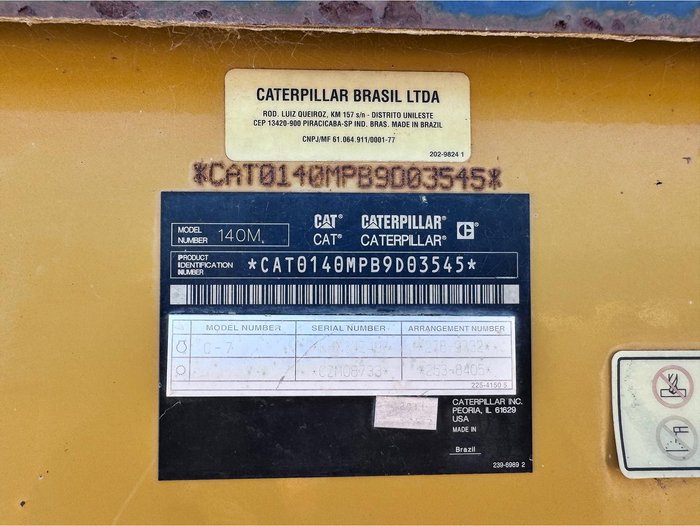 CATERPILLAR BRASIL LTDA
ROD. LUIZ QUEIROZ, KM 157 s/n - DISTRITO UNILESTE
CEP 13420-900 PIRACICABA-SP IND. BRAS. MADE IN BRAZIL
CNPJ/MF 61.064.911/0001-77
202-9824 1
*CAT0140MPB9D03545*
MODEL NUMBER 140M
CAT® CATERPILLAR®
CAT® CATERPILLAR®
PRODUCT IDENTIFICATION NUMBER *CAT0140MPB9D03545*
MODEL NUMBER SERIAL NUMBER ARRANGEMENT NUMBER
C-7
*253-8405*
225-4150 5
CATERPILLAR INC.
PEORIA, IL 61629
USA
MADE IN
Brazil
239-6989 2